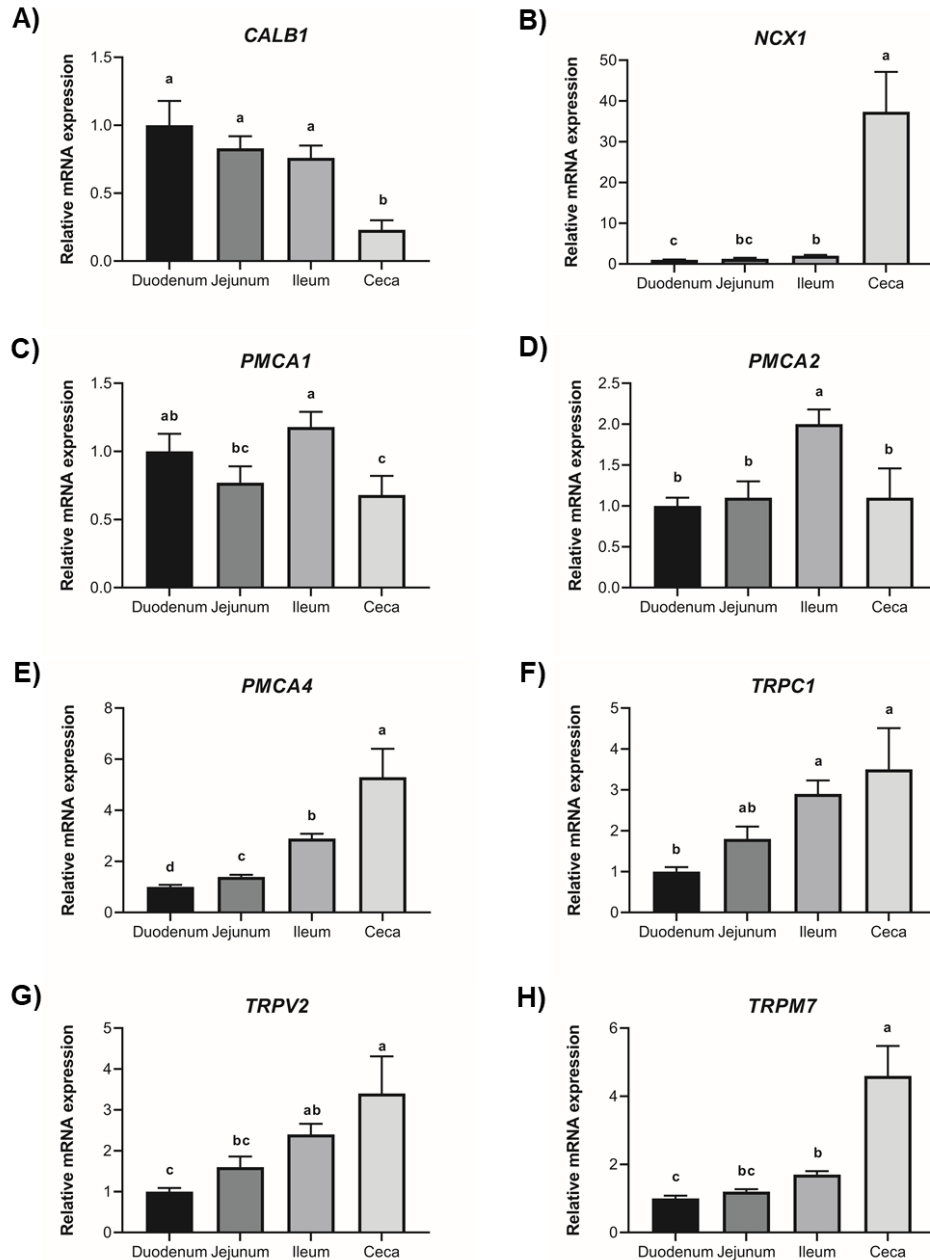 A)
CALB1
Relative mRNA expression
1.5
1.0
0.5
0.0
a
a
a
b
Duodenum Jejunum Ileum Ceca
B)
NCX1
Relative mRNA expression
50
40
30
20
10
0
c
bc
b
a
Duodenum Jejunum Ileum Ceca
C)
PMCA1
Relative mRNA expression
1.5
1.0
0.5
0.0
ab
bc
a
c
Duodenum Jejunum Ileum Ceca
D)
PMCA2
Relative mRNA expression
2.5
2.0
1.5
1.0
0.5
0.0
b
b
a
b
Duodenum Jejunum Ileum Ceca
E)
PMCA4
Relative mRNA expression
8
6
4
2
0
d
c
b
a
Duodenum Jejunum Ileum Ceca
F)
TRPC1
Relative mRNA expression
5
4
3
2
1
0
b
ab
a
a
Duodenum Jejunum Ileum Ceca
G)
TRPV2
Relative mRNA expression
5
4
3
2
1
0
c
bc
ab
a
Duodenum Jejunum Ileum Ceca
H)
TRPM7
Relative mRNA expression
6
4
2
0
c
bc
b
a
Duodenum Jejunum Ileum Ceca